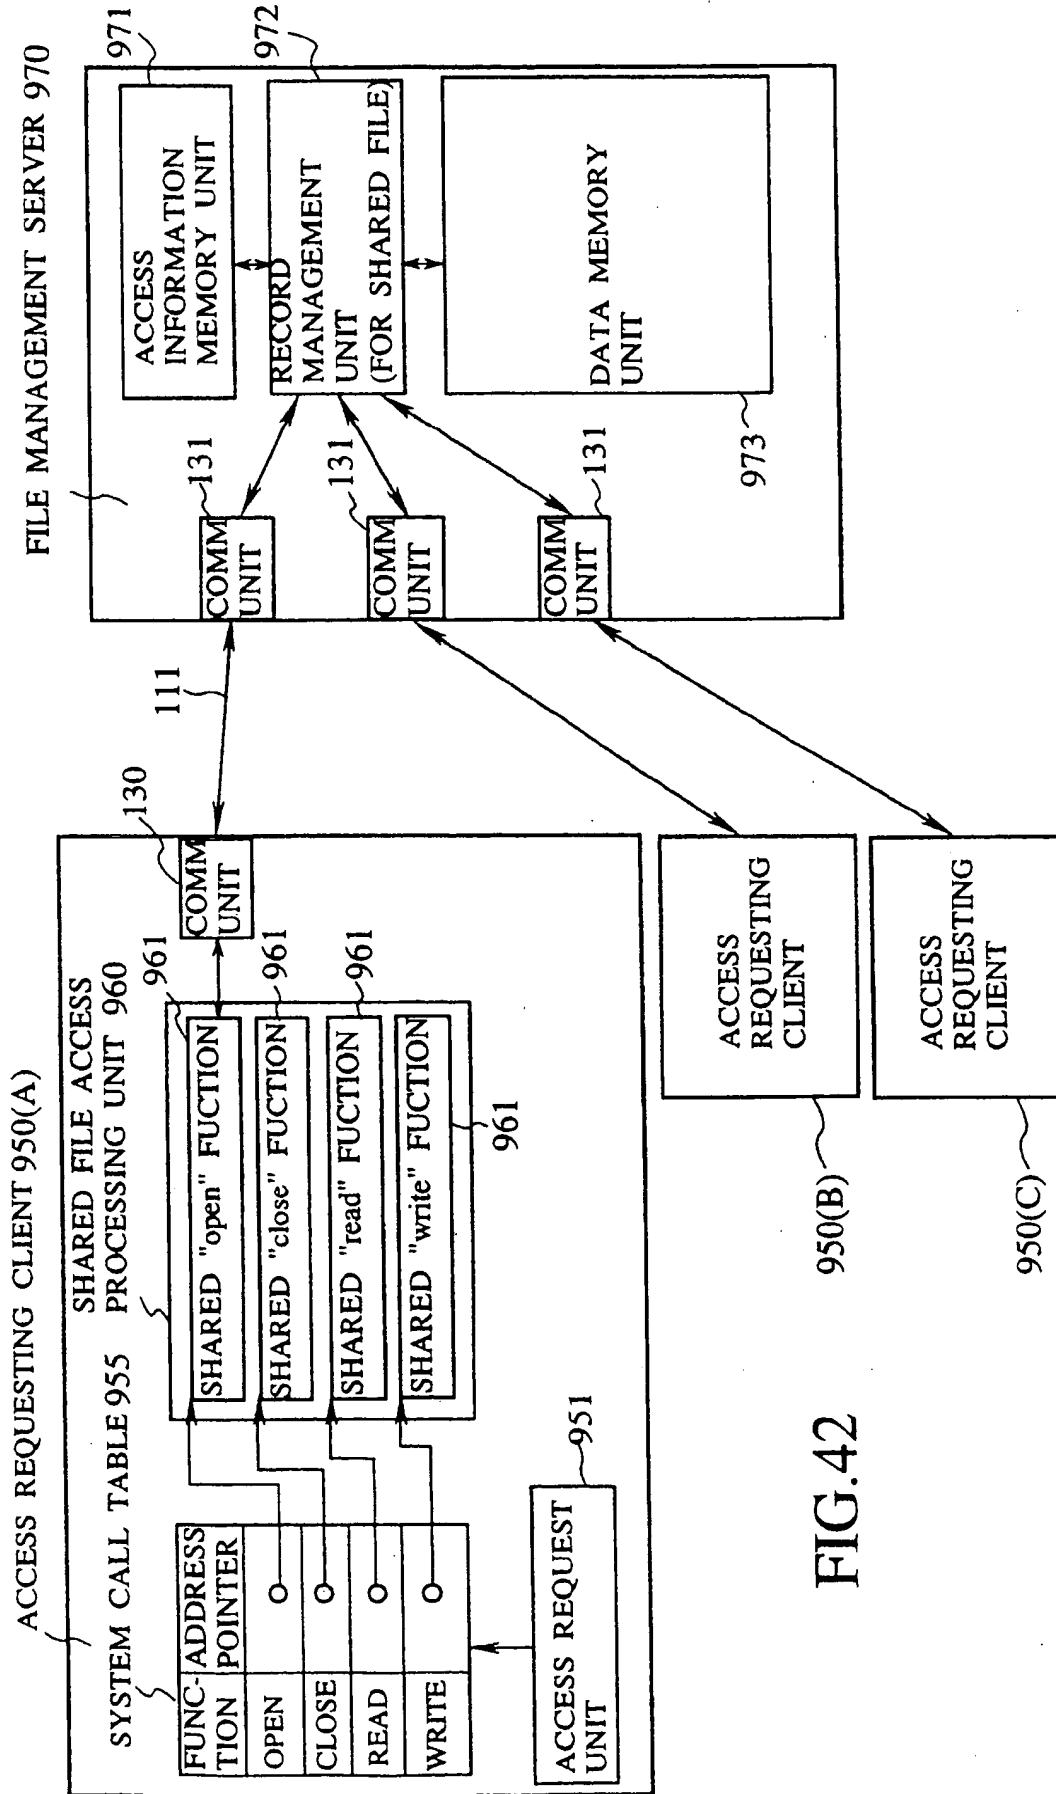 ACCESS REQUESTING CLIENT 950(A)
SYSTEM CALL TABLE 955
SHARED FILE ACCESS
PROCESSING UNIT 960
FUNC-
TION
ADDRESS
POINTER
OPEN
CLOSE
READ
WRITE
SHARED "open" FUCTION
961
SHARED "close" FUCTION
961
SHARED "read" FUCTION
961
SHARED "write" FUCTION
961
COMM
UNIT
130
ACCESS REQUEST
UNIT
951
111
FILE MANAGEMENT SERVER 970
COMM
UNIT
131
COMM
UNIT
131
COMM
UNIT
131
ACCESS
INFORMATION
MEMORY UNIT
971
RECORD
MANAGEMENT
UNIT
(FOR SHARED FILE)
972
DATA MEMORY
UNIT
973
ACCESS
REQUESTING
CLIENT
950(B)
ACCESS
REQUESTING
CLIENT
950(C)
FIG.42